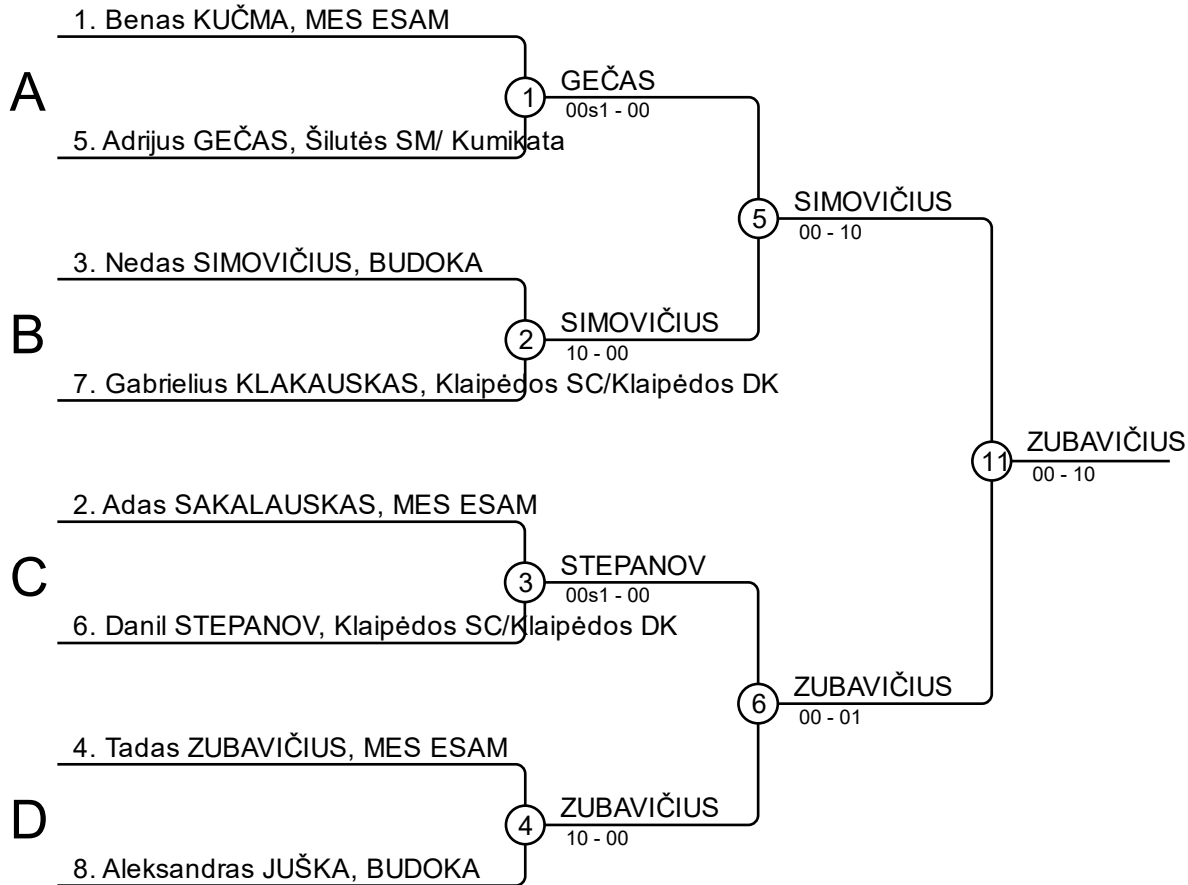 1. Benas KUČMA, MES ESAM
A
1
GEČAS
00s1 - 00
5. Adrijus GEČAS, Šilutės SM/ Kumikata
5
SIMOVIČIUS
00 - 10
3. Nedas SIMOVIČIUS, BUDOKA
B
2
SIMOVIČIUS
10 - 00
7. Gabrielius KLAKAUSKAS, Klaipėdos SC/Klaipėdos DK
11
ZUBAVIČIUS
00 - 10
2. Adas SAKALAUSKAS, MES ESAM
C
3
STEPANOV
00s1 - 00
6. Danil STEPANOV, Klaipėdos SC/Klaipėdos DK
6
ZUBAVIČIUS
00 - 01
4. Tadas ZUBAVIČIUS, MES ESAM
D
4
ZUBAVIČIUS
10 - 00
8. Aleksandras JUŠKA, BUDOKA